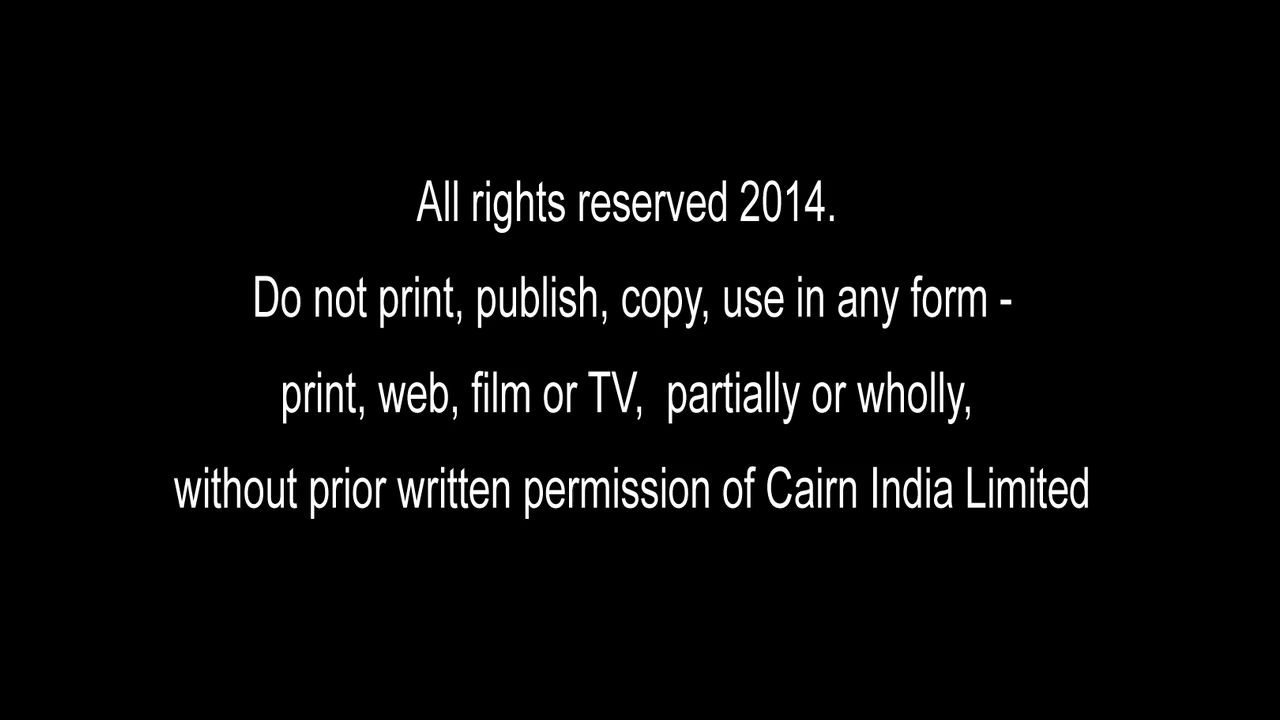 All rights reserved 2014.
Do not print, publish, copy, use in any form -
print, web, film or TV,  partially or wholly,
without prior written permission of Cairn India Limited